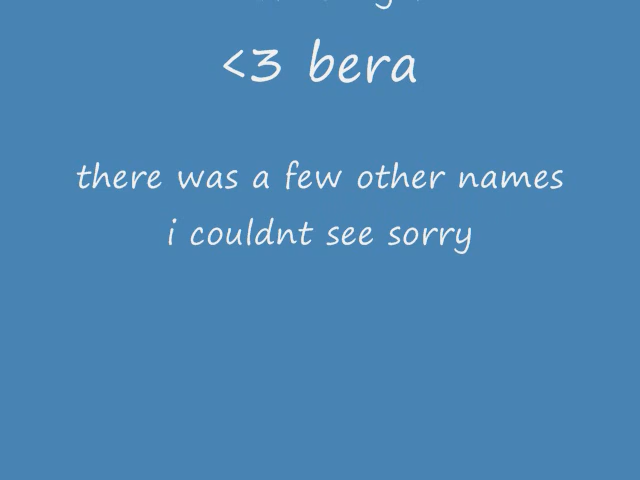 <3 bera
there was a few other names
i couldnt see sorry